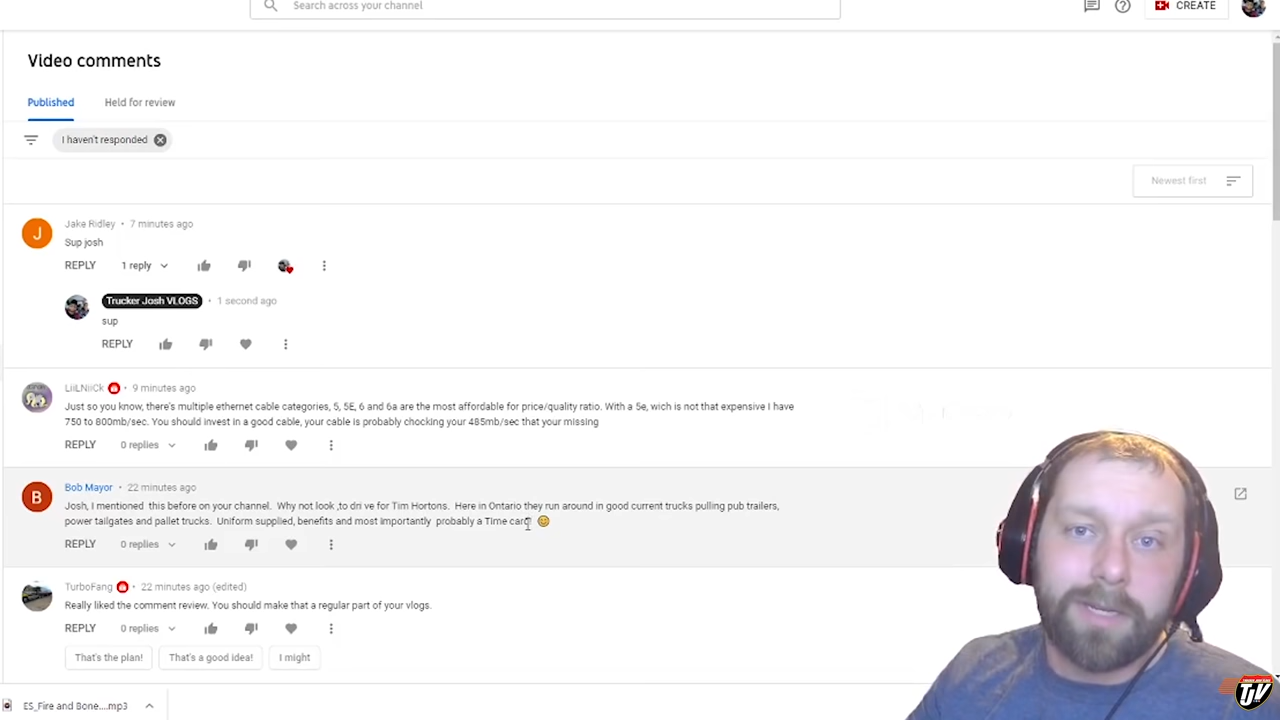 Search across your channel
CREATE
Video comments
Published
Held for review
I haven't responded
Newest first
J
Jake Ridley • 7 minutes ago
Sup josh
REPLY
1 reply
Trucker Josh VLOGS • 1 second ago
sup
REPLY
LiiLNiiCk • 9 minutes ago
Just so you know, there's multiple ethernet cable categories, 5, 5E, 6 and 6a are the most affordable for price/quality ratio. With a 5e, wich is not that expensive I have
750 to 800mb/sec. You should invest in a good cable, your cable is probably chocking your 485mb/sec that your missing
REPLY
0 replies
B
Bob Mayor • 22 minutes ago
Josh, I mentioned this before on your channel. Why not look ,to dri ve for Tim Hortons. Here in Ontario they run around in good current trucks pulling pub trailers,
power tailgates and pallet trucks. Uniform supplied, benefits and most importantly probably a Time card 😊
REPLY
0 replies
TurboFang • 22 minutes ago (edited)
Really liked the comment review. You should make that a regular part of your vlogs.
REPLY
0 replies
That's the plan!
That's a good idea!
I might
ES_Fire and Bone....mp3
TJV